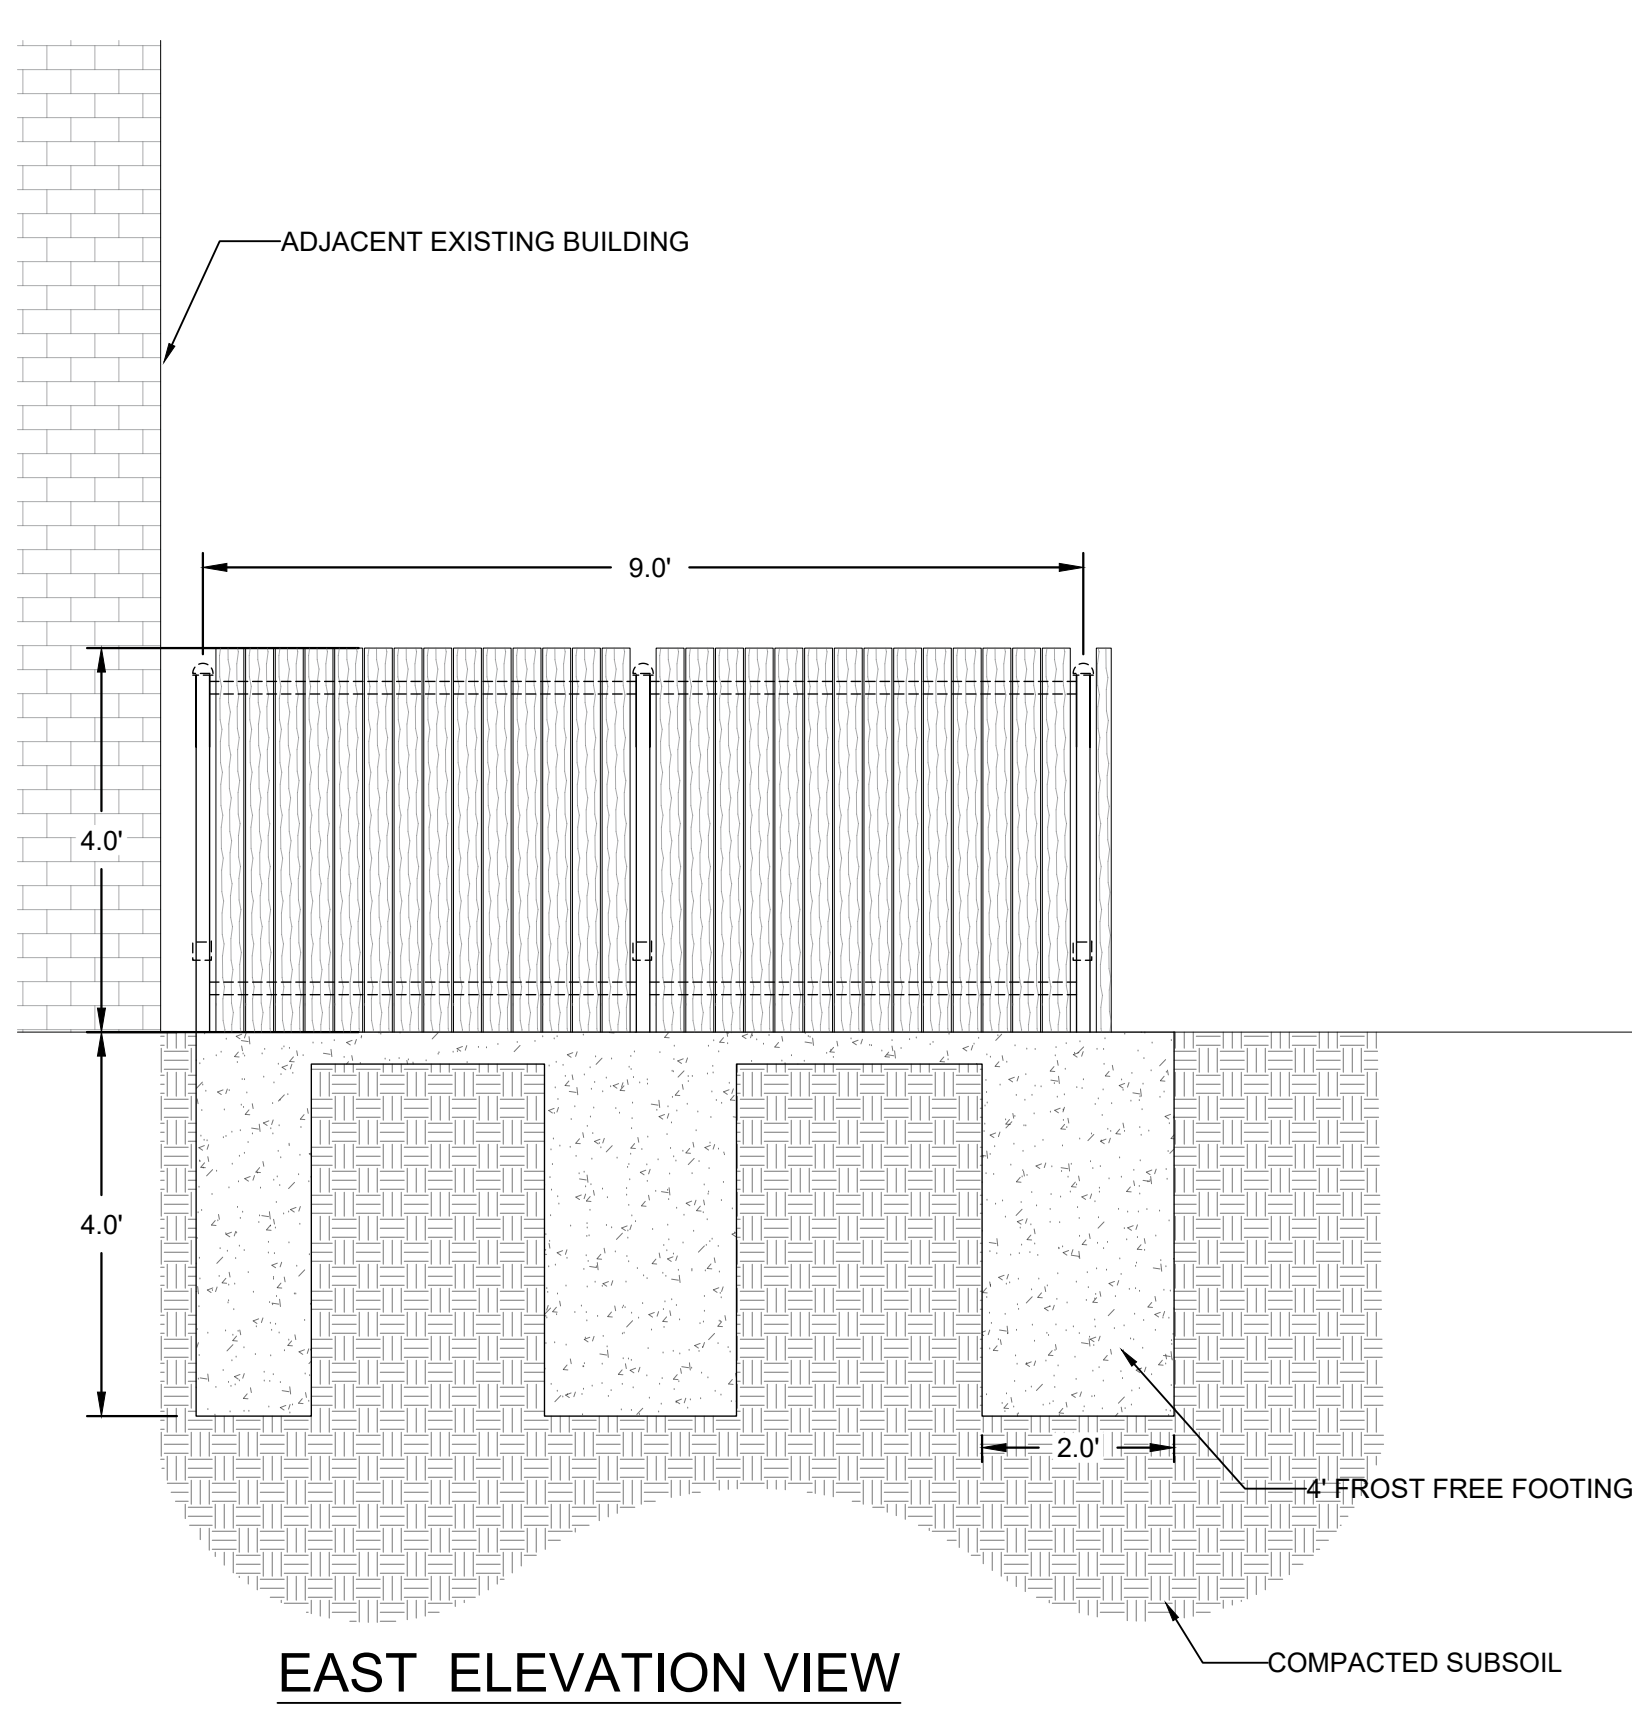 ADJACENT EXISTING BUILDING
9.0'
4.0'
4.0'
2.0'
4' FROST FREE FOOTING
COMPACTED SUBSOIL
EAST ELEVATION VIEW